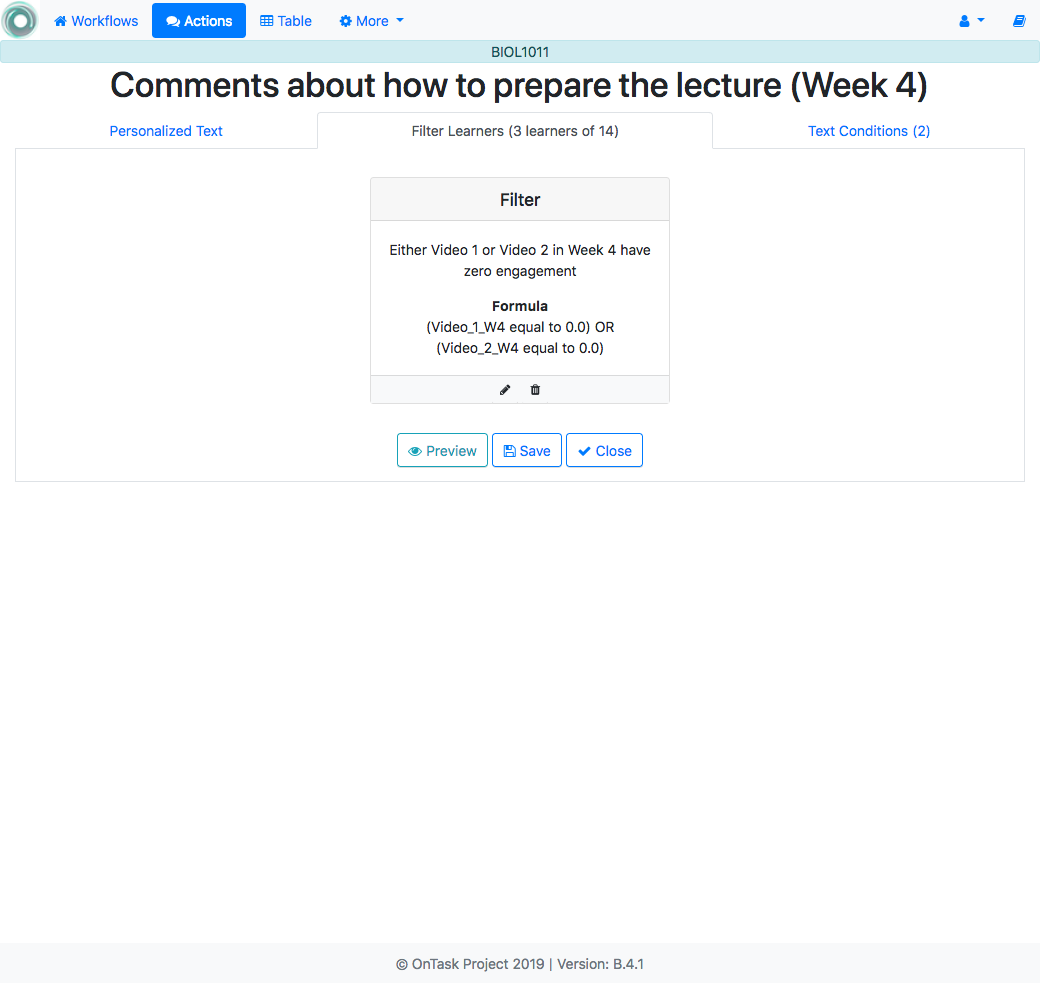 Workflows Actions Table More
BIOL1011
Comments about how to prepare the lecture (Week 4)
Personalized Text Filter Learners (3 learners of 14) Text Conditions (2)
Filter
Either Video 1 or Video 2 in Week 4 have
zero engagement
Formula
(Video_1_W4 equal to 0.0) OR
(Video_2_W4 equal to 0.0)
Preview Save Close
© OnTask Project 2019 | Version: B.4.1